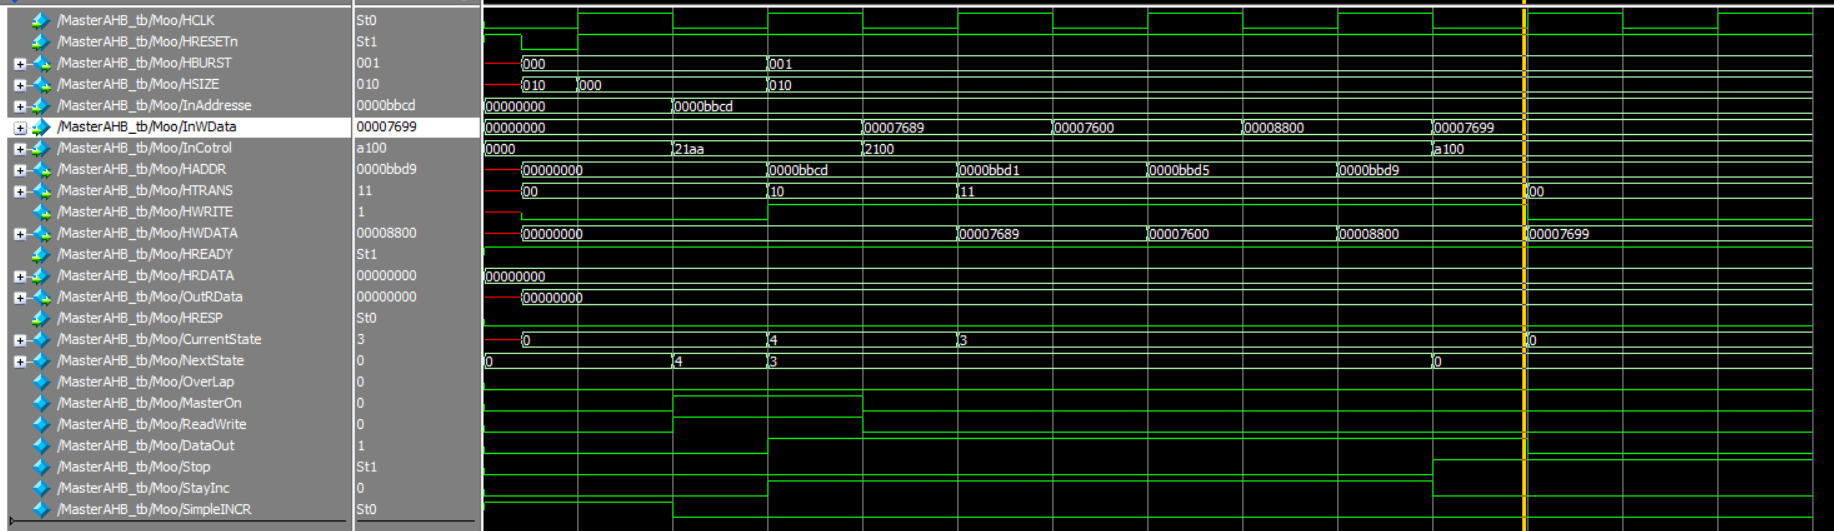 /MasterAHB_tb/Moo/HCLK St0
/MasterAHB_tb/Moo/HRESETn St1
/MasterAHB_tb/Moo/HBURST 001 000 001
/MasterAHB_tb/Moo/HSIZE 010 010 000 010
/MasterAHB_tb/Moo/InAddresse 0000bbcd 00000000 0000bbcd
/MasterAHB_tb/Moo/InWData 00007699 00000000 00007689 00007600 00008800 00007699
/MasterAHB_tb/Moo/InCotrol a100 0000 21aa 2100 a100
/MasterAHB_tb/Moo/HADDR 0000bbd9 00000000 0000bbcd 0000bbd1 0000bbd5 0000bbd9
/MasterAHB_tb/Moo/HTRANS 11 00 10 11 00
/MasterAHB_tb/Moo/HWRITE 1
/MasterAHB_tb/Moo/HWDATA 00008800 00000000 00007689 00007600 00008800 00007699
/MasterAHB_tb/Moo/HREADY St1
/MasterAHB_tb/Moo/HRDATA 00000000 00000000
/MasterAHB_tb/Moo/OutRData 00000000 00000000
/MasterAHB_tb/Moo/HRESP St0
/MasterAHB_tb/Moo/CurrentState 3 0 4 3 0
/MasterAHB_tb/Moo/NextState 0 0 4 3 0
/MasterAHB_tb/Moo/OverLap 0
/MasterAHB_tb/Moo/MasterOn 0
/MasterAHB_tb/Moo/ReadWrite 0
/MasterAHB_tb/Moo/DataOut 1
/MasterAHB_tb/Moo/Stop St1
/MasterAHB_tb/Moo/StayInc 0
/MasterAHB_tb/Moo/SimpleINCR St0